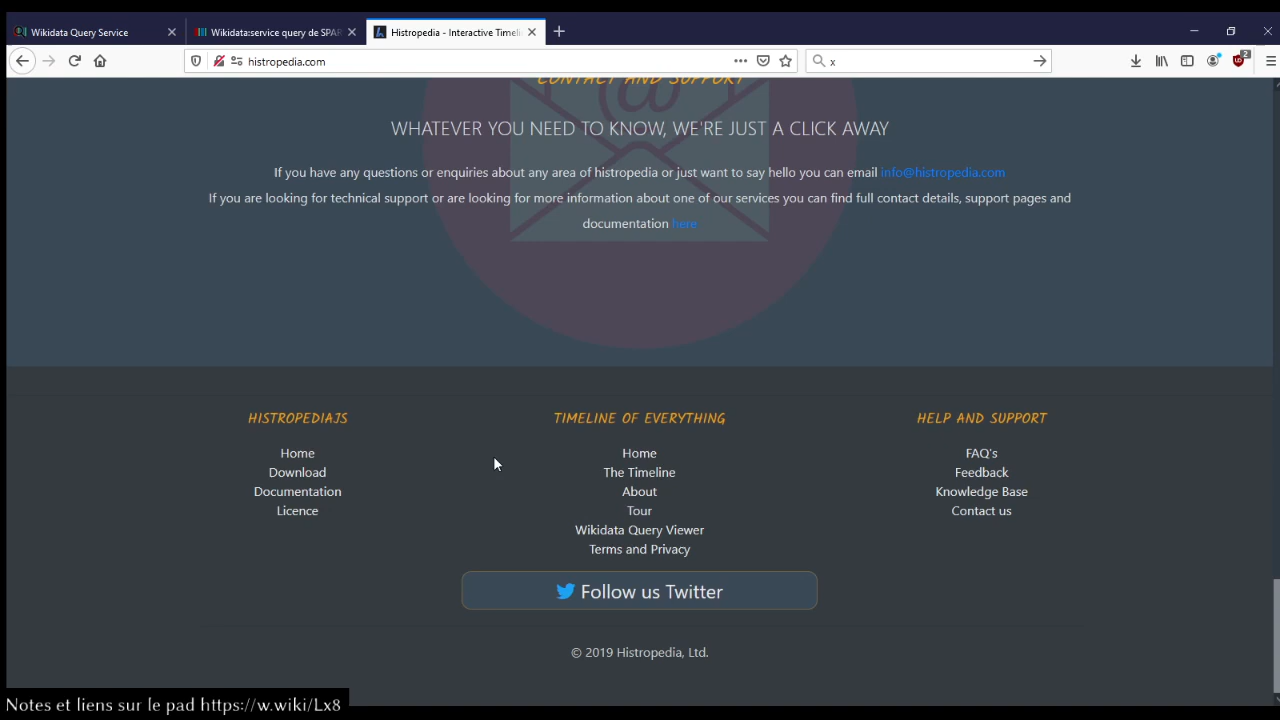 Wikidata Query Service
Wikidata:service query de SPAR
Histropedia - Interactive Timeli
histropedia.com
x
2
CONTACT AND SUPPORT
WHATEVER YOU NEED TO KNOW, WE'RE JUST A CLICK AWAY
If you have any questions or enquiries about any area of histropedia or just want to say hello you can email info@histropedia.com
If you are looking for technical support or are looking for more information about one of our services you can find full contact details, support pages and
documentation here
HISTROPEDIAJS
Home
Download
Documentation
Licence
TIMELINE OF EVERYTHING
Home
The Timeline
About
Tour
Wikidata Query Viewer
Terms and Privacy
HELP AND SUPPORT
FAQ's
Feedback
Knowledge Base
Contact us
Follow us Twitter
© 2019 Histropedia, Ltd.
Notes et liens sur le pad https://w.wiki/Lx8